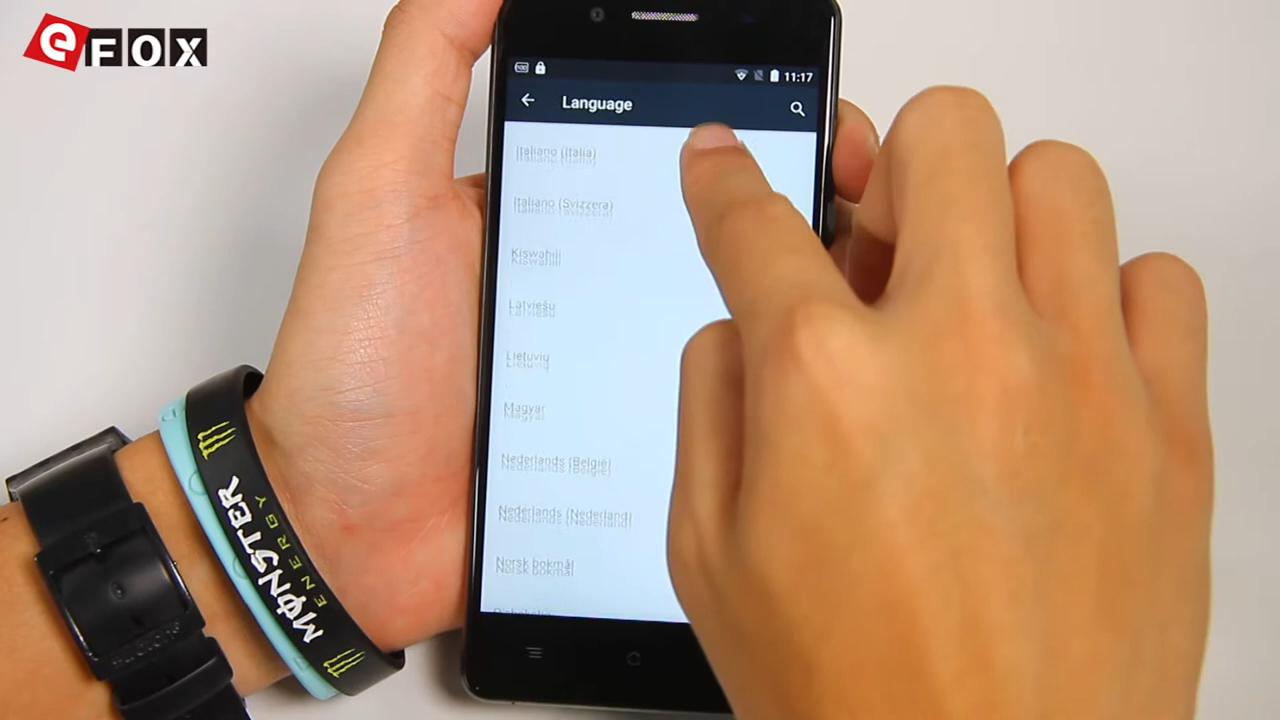 eFOX
11:17
Language
Italiano (Italia)
Italiano (Svizzera)
Kiswahili
Latviešu
Lietuvių
Magyar
Nederlands (België)
Nederlands (Nederland)
Norsk bokmål
MONSTER
ENERGY